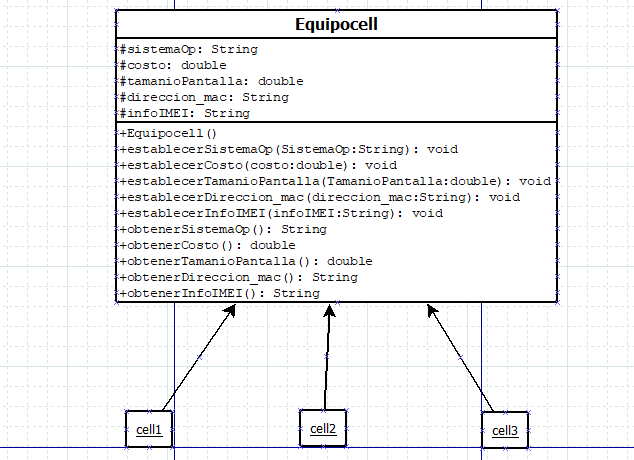 Equipocell
#sistemaOp: String
#costo: double
#tamanioPantalla: double
#direccion_mac: String
#infoIMEI: String
+Equipocell()
+establecerSistemaOp(SistemaOp:String): void
+establecerCosto(costo:double): void
+establecerTamanioPantalla(TamanioPantalla:double): void
+establecerDireccion_mac(direccion_mac:String): void
+establecerInfoIMEI(infoIMEI:String): void
+obtenerSistemaOp(): String
+obtenerCosto(): double
+obtenerTamanioPantalla(): double
+obtenerDireccion_mac(): String
+obtenerInfoIMEI(): String
cell1
cell2
cell3